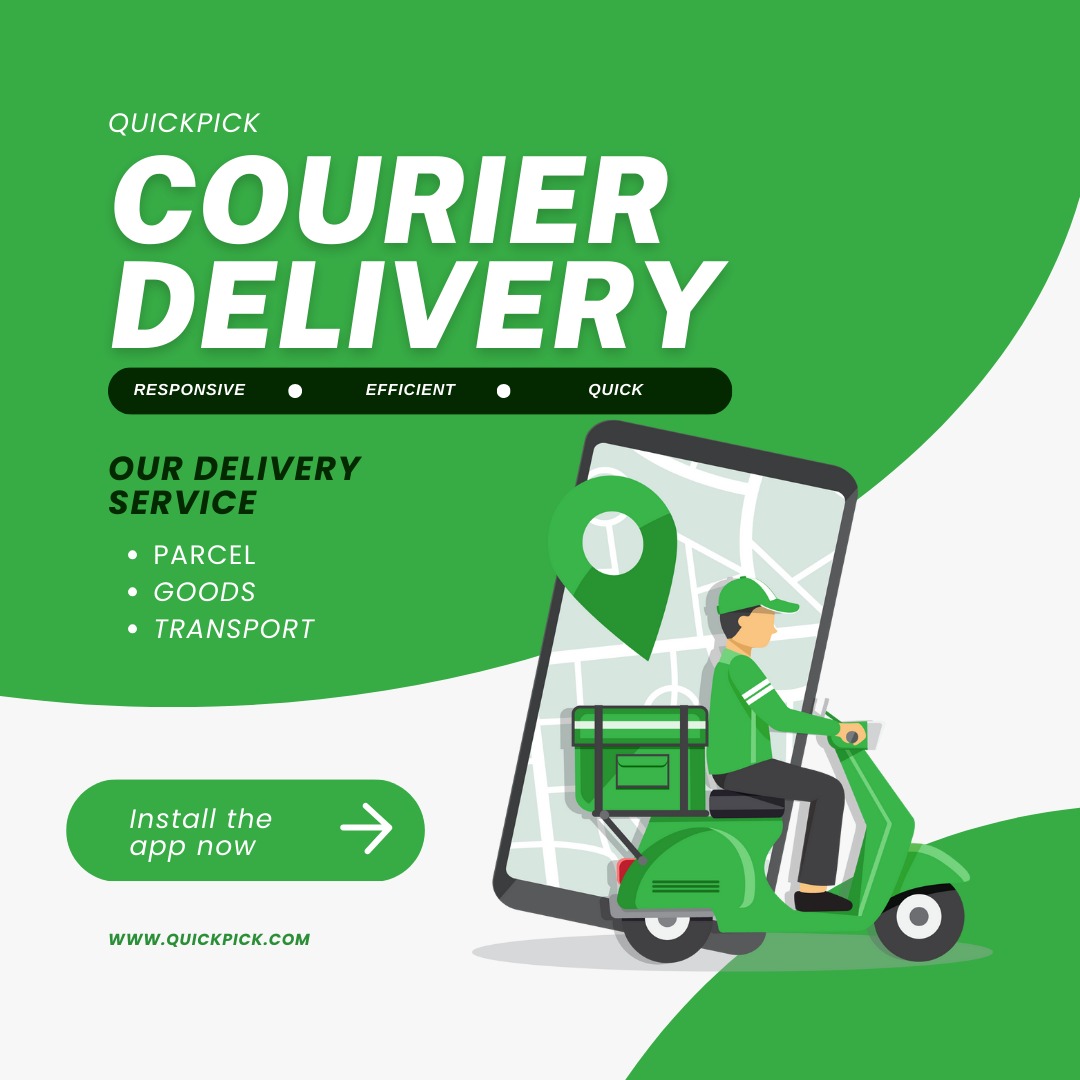 QUICKPICK
COURIER
DELIVERY
RESPONSIVE EFFICIENT QUICK
OUR DELIVERY
SERVICE
PARCEL
GOODS
TRANSPORT
Install the
app now
WWW.QUICKPICK.COM